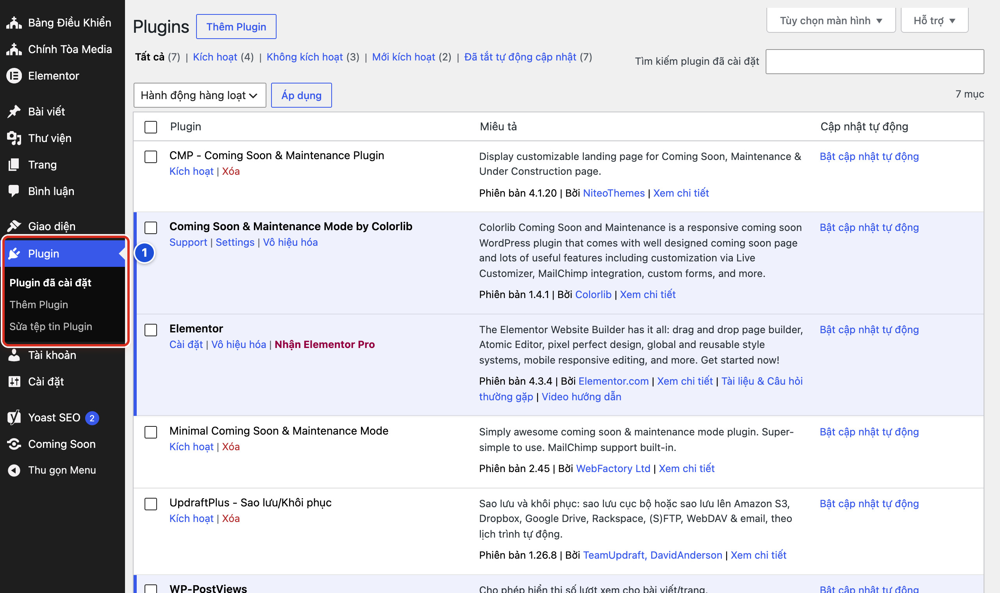 Bảng Điều Khiển
Chính Tòa Media
Elementor
Bài viết
Thư viện
Trang
Bình luận
Giao diện
Plugin
Plugin đã cài đặt
Thêm Plugin
Sửa tệp tin Plugin
Tài khoản
Cài đặt
Yoast SEO 2
Coming Soon
Thu gọn Menu
1
Plugins Thêm Plugin
Tùy chọn màn hình ▼ Hỗ trợ ▼
Tất cả (7) | Kích hoạt (4) | Không kích hoạt (3) | Mới kích hoạt (2) | Đã tắt tự động cập nhật (7)
Tìm kiếm plugin đã cài đặt
Hành động hàng loạt Áp dụng
7 mục
Plugin Miêu tả Cập nhật tự động
CMP - Coming Soon & Maintenance Plugin
Kích hoạt | Xóa
Display customizable landing page for Coming Soon, Maintenance &
Under Construction page.
Phiên bản 4.1.20 | Bởi NiteoThemes | Xem chi tiết
Bật cập nhật tự động
Coming Soon & Maintenance Mode by Colorlib
Support | Settings | Vô hiệu hóa
Colorlib Coming Soon and Maintenance is a responsive coming soon
WordPress plugin that comes with well designed coming soon page
and lots of useful features including customization via Live
Customizer, MailChimp integration, custom forms, and more.
Phiên bản 1.4.1 | Bởi Colorlib | Xem chi tiết
Bật cập nhật tự động
Elementor
Cài đặt | Vô hiệu hóa | Nhận Elementor Pro
The Elementor Website Builder has it all: drag and drop page builder,
Atomic Editor, pixel perfect design, global and reusable style
systems, mobile responsive editing, and more. Get started now!
Phiên bản 4.3.4 | Bởi Elementor.com | Xem chi tiết | Tài liệu & Câu hỏi
thường gặp | Video hướng dẫn
Bật cập nhật tự động
Minimal Coming Soon & Maintenance Mode
Kích hoạt | Xóa
Simply awesome coming soon & maintenance mode plugin. Super-
simple to use. MailChimp support built-in.
Phiên bản 2.45 | Bởi WebFactory Ltd | Xem chi tiết
Bật cập nhật tự động
UpdraftPlus - Sao lưu/Khôi phục
Kích hoạt | Xóa
Sao lưu và khôi phục: sao lưu cục bộ hoặc sao lưu lên Amazon S3,
Dropbox, Google Drive, Rackspace, (S)FTP, WebDAV & email, theo
lịch trình tự động.
Phiên bản 1.26.8 | Bởi TeamUpdraft, DavidAnderson | Xem chi tiết
Bật cập nhật tự động
WP-PostViews
Cho phép hiển thị số lượt xem cho bài viết/trang.
Bật cập nhật tự động